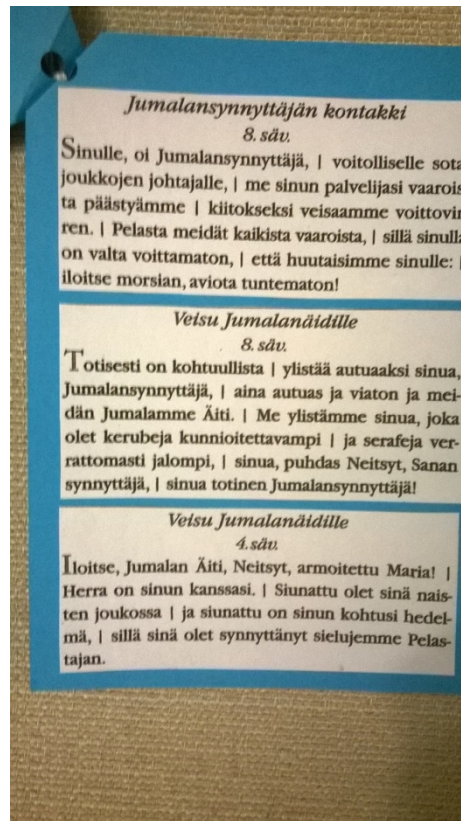 Jumalansynnyttäjän kontakki
8. säv.
Sinulle, oi Jumalansynnyttäjä, | voitolliselle sota
joukkojen johtajalle, | me sinun palvelijasi vaarois
ta päästyämme | kiitokseksi veisaamme voittovir
ren. | Pelasta meidät kaikista vaaroista, | sillä sinulla
on valta voittamaton, | että huutaisimme sinulle: |
iloitse morsian, aviota tuntematon!
Veisu Jumalanäidille
8. säv.
Totisesti on kohtuullista | ylistää autuaaksi sinua,
Jumalansynnyttäjä, | aina autuas ja viaton ja mei-
dän Jumalamme Äiti. | Me ylistämme sinua, joka
olet kerubeja kunnioitettavampi | ja serafeja ver-
rattomasti jalompi, | sinua, puhdas Neitsyt, Sanan
synnyttäjä, | sinua totinen Jumalansynnyttäjä!
Veisu Jumalanäidille
4. säv.
Iloitse, Jumalan Äiti, Neitsyt, armoitettu Maria! |
Herra on sinun kanssasi. | Siunattu olet sinä nais-
ten joukossa | ja siunattu on sinun kohtusi hedel-
mä, | sillä sinä olet synnyttänyt sielujemme Pelas-
tajan.